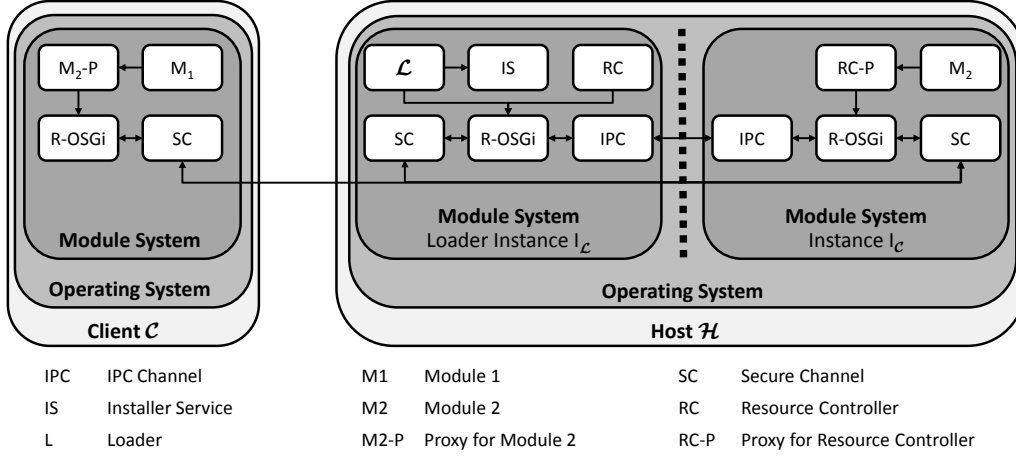 M₂-P M₁ ℒ IS RC RC-P M₂
R-OSGi SC SC R-OSGi IPC IPC R-OSGi SC
Module System Module System Module System
Loader Instance I_ℒ Instance I_𝒞
Operating System Operating System
Client 𝒞 Host ℋ
IPC IPC Channel M1 Module 1 SC Secure Channel
IS Installer Service M2 Module 2 RC Resource Controller
L Loader M2-P Proxy for Module 2 RC-P Proxy for Resource Controller